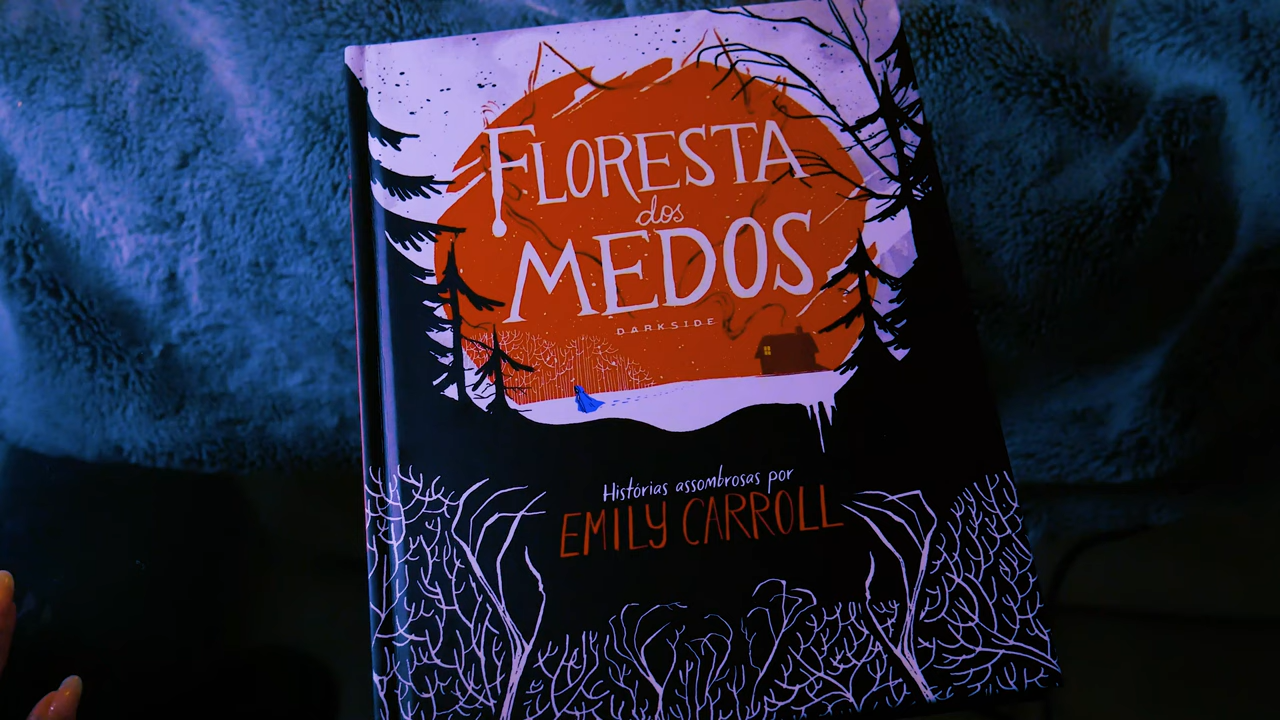 FLORESTA
dos
MEDOS
DARKSIDE
Histórias assombrosas por
EMILY CARROLL